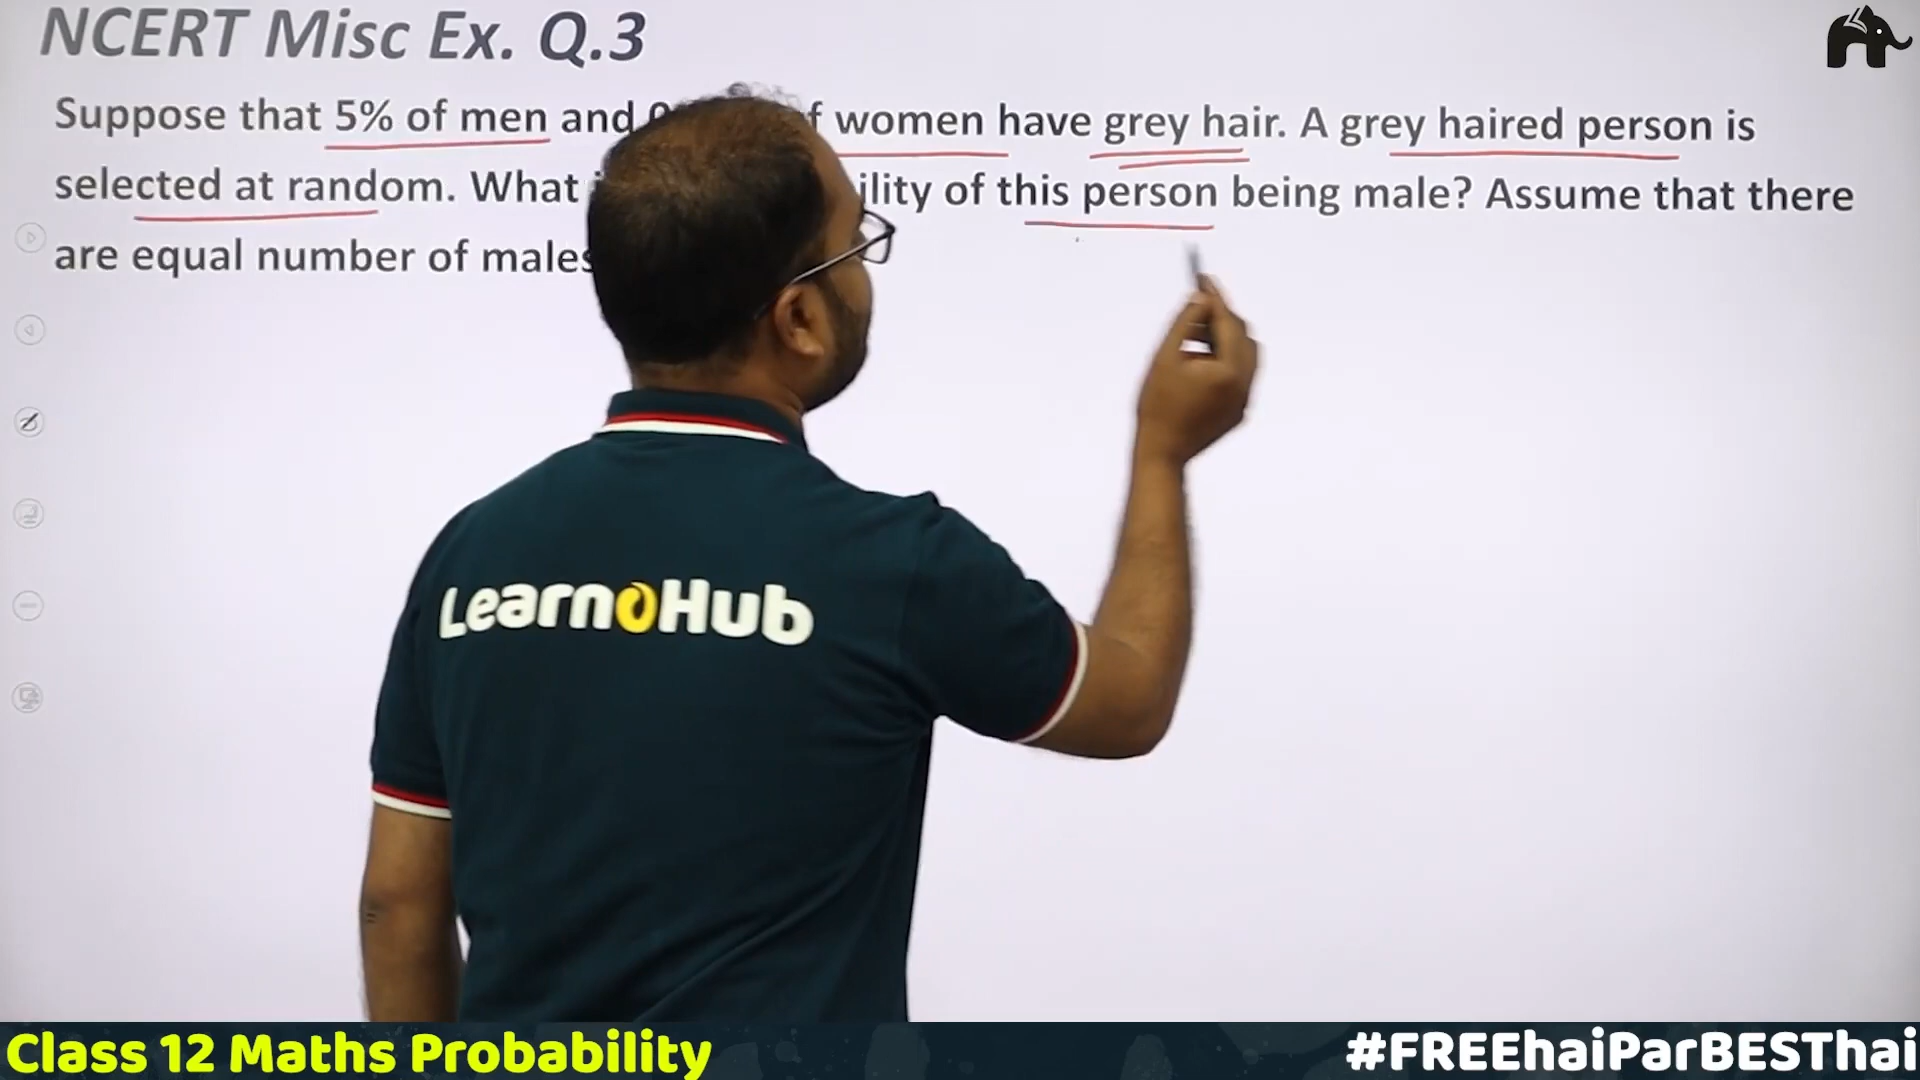 NCERT Misc Ex. Q.3
Suppose that 5% of men and of women have grey hair. A grey haired person is
selected at random. What of this person being male? Assume that there
are equal number of males
LearnoHub
Class 12 Maths Probability
#FREEhaiParBESThai